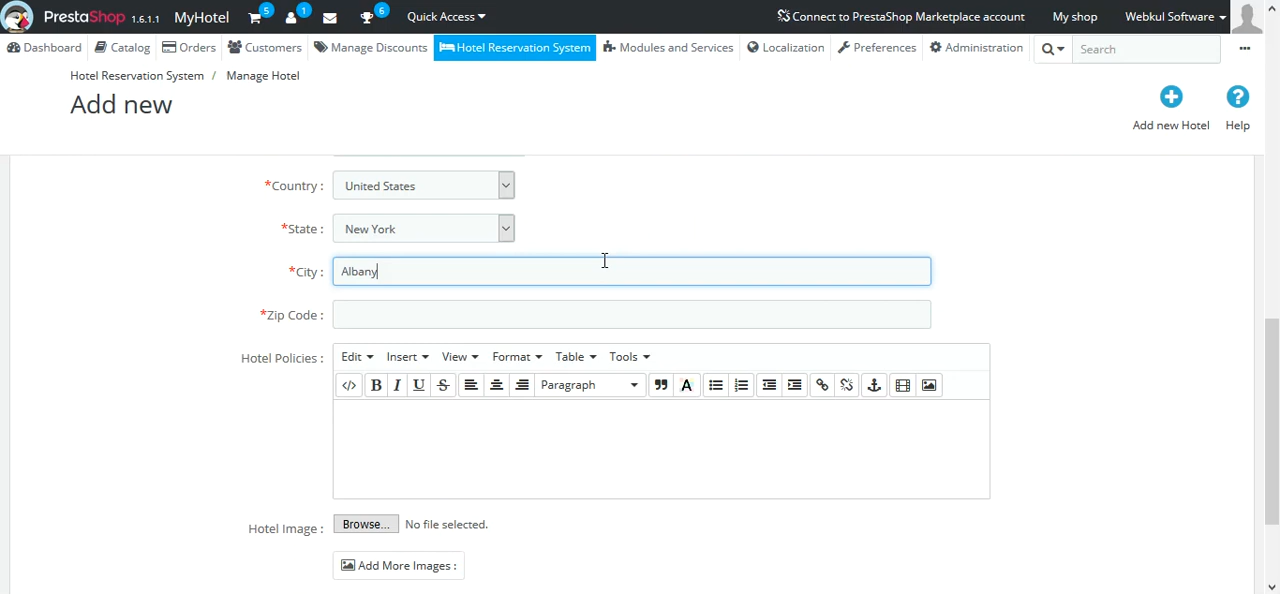 PrestaShop 1.6.1.1 MyHotel 5 1 6 Quick Access Connect to PrestaShop Marketplace account My shop Webkul Software
Dashboard Catalog Orders Customers Manage Discounts Hotel Reservation System Modules and Services Localization Preferences Administration Search
Hotel Reservation System / Manage Hotel
Add new
Add new Hotel Help
*Country : United States
*State : New York
*City : Albany
*Zip Code :
Hotel Policies : Edit Insert View Format Table Tools
B I U S Paragraph A
Hotel Image : Browse... No file selected.
Add More Images :